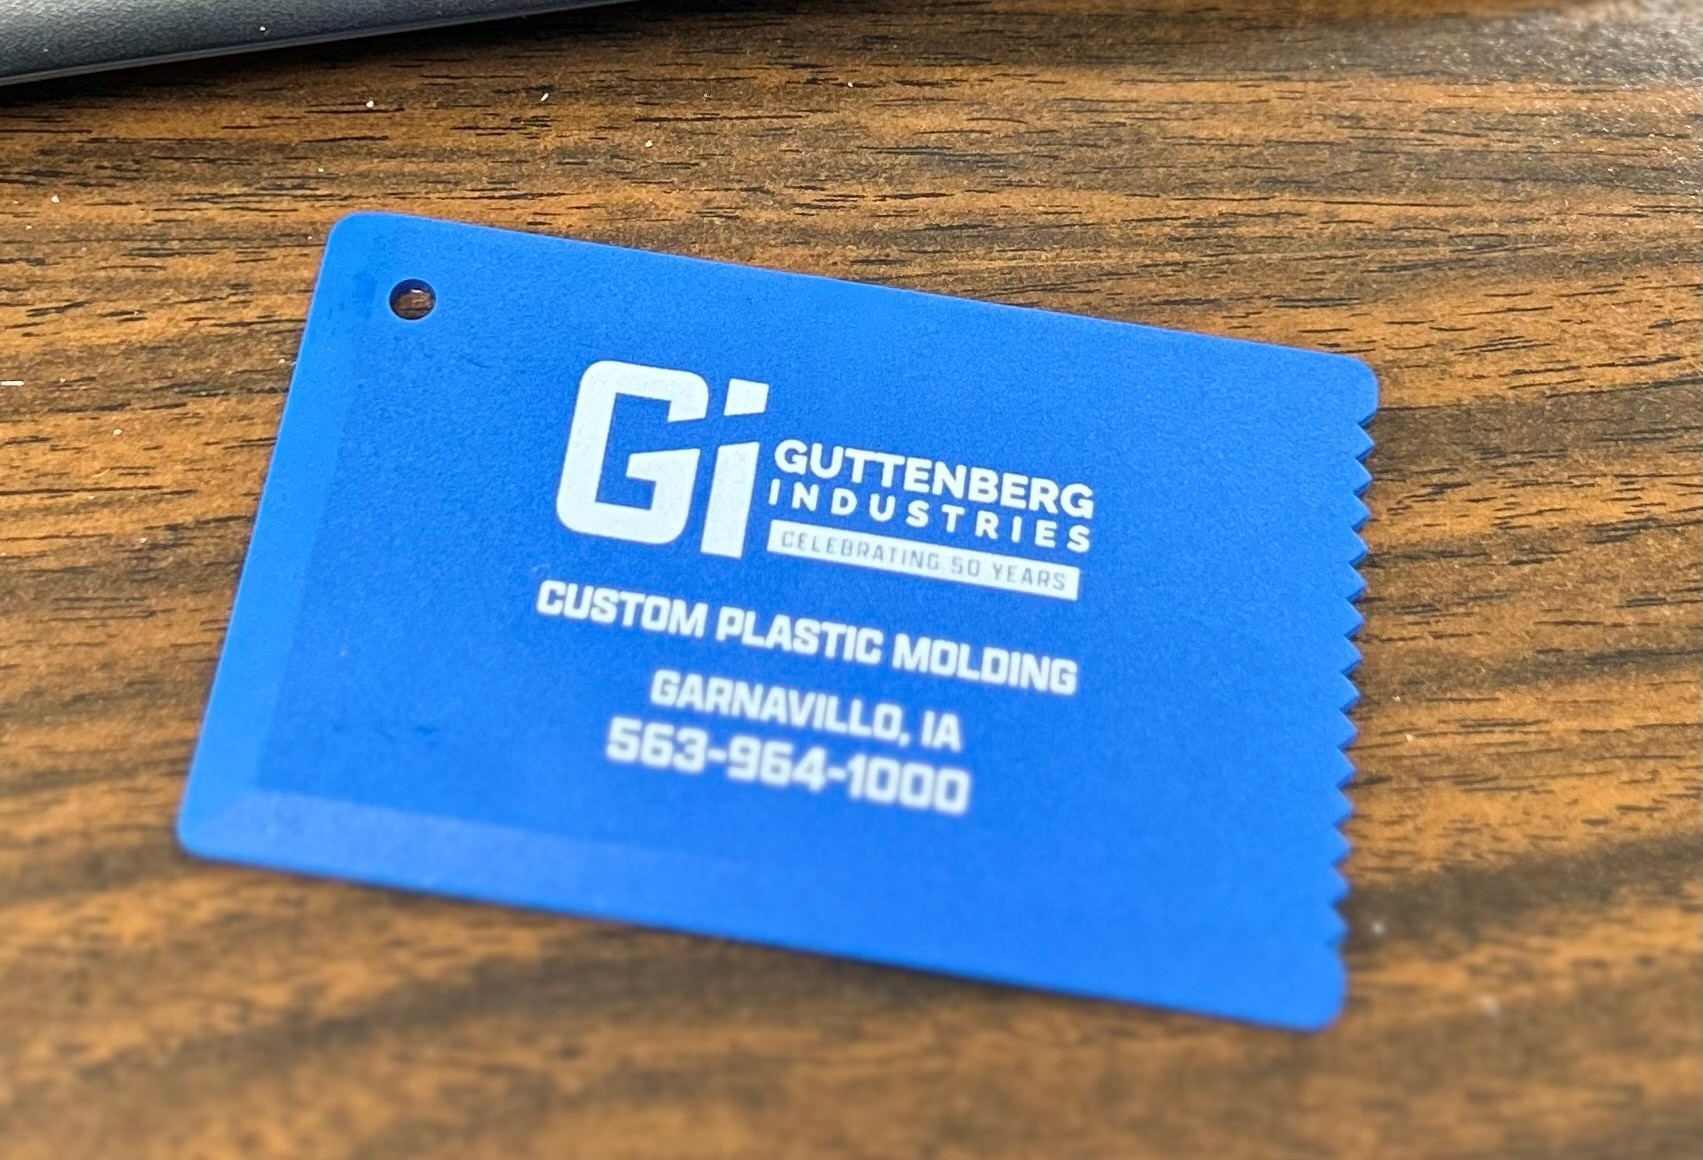 Gi
GUTTENBERG
INDUSTRIES
CELEBRATING 50 YEARS
CUSTOM PLASTIC MOLDING
GARNAVILLO, IA
563-964-1000